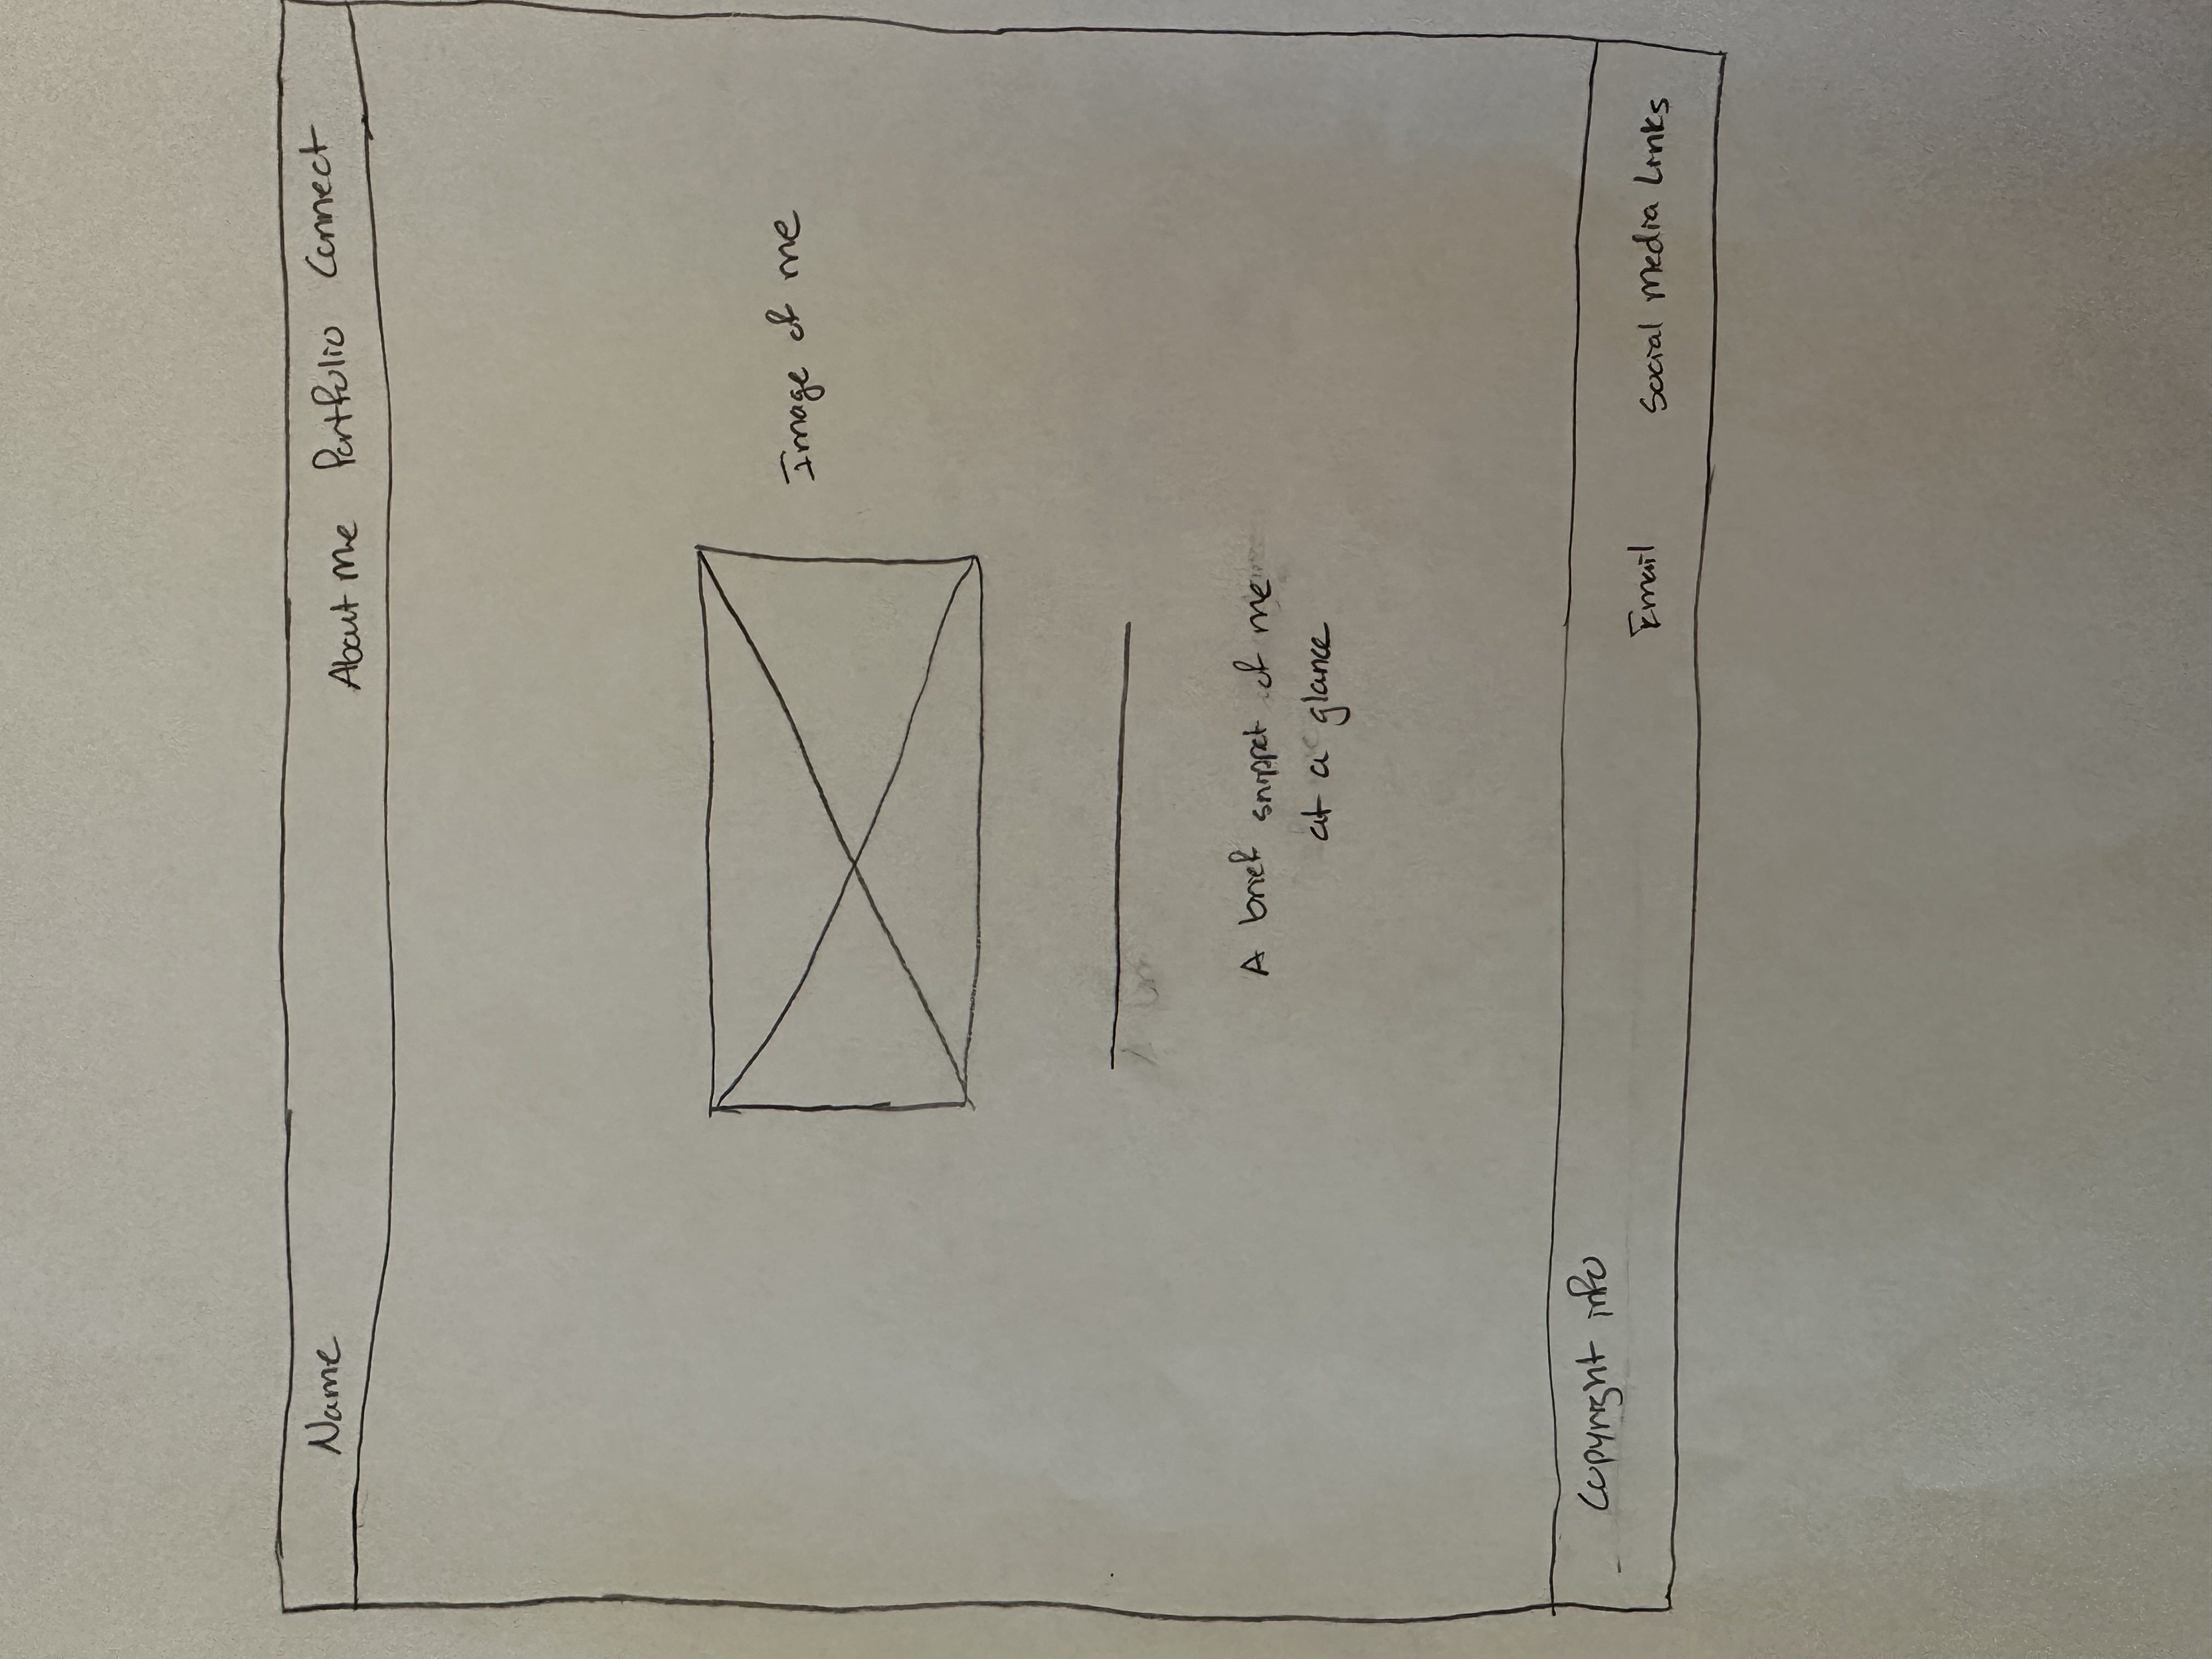 Name
About Me Portfolio Connect
Image of me
A brief snippet of me
at a glance
Copyright info
Email Social Media Links